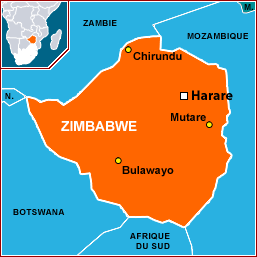 M.
ZAMBIE
MOZAMBIQUE
Chirundu
N.
Harare
Mutare
ZIMBABWE
Bulawayo
BOTSWANA
AFRIQUE
DU SUD